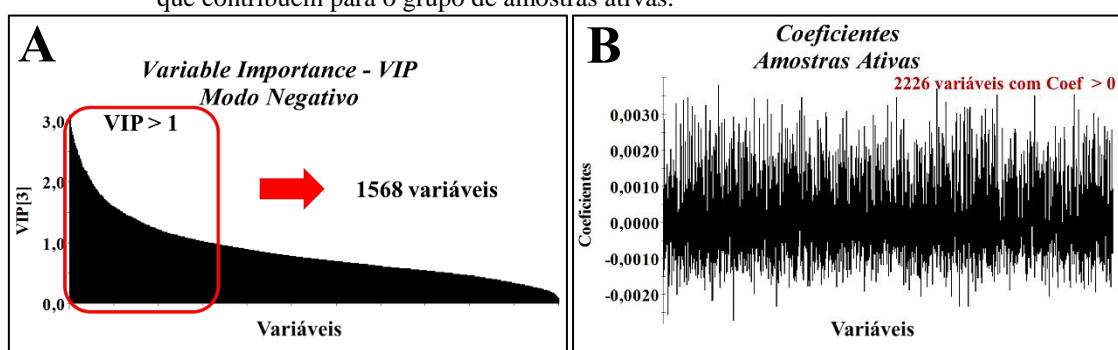 que contribuem para o grupo de amostras ativas.
A
Variable Importance - VIP
Modo Negativo
VIP > 1
3,0
2,0
1,0
0,0
VIP[3]
1568 variáveis
Variáveis
B
Coeficientes
Amostras Ativas
2226 variáveis com Coef > 0
0,0030
0,0020
0,0010
0,0000
-0,0010
-0,0020
Coeficientes
Variáveis